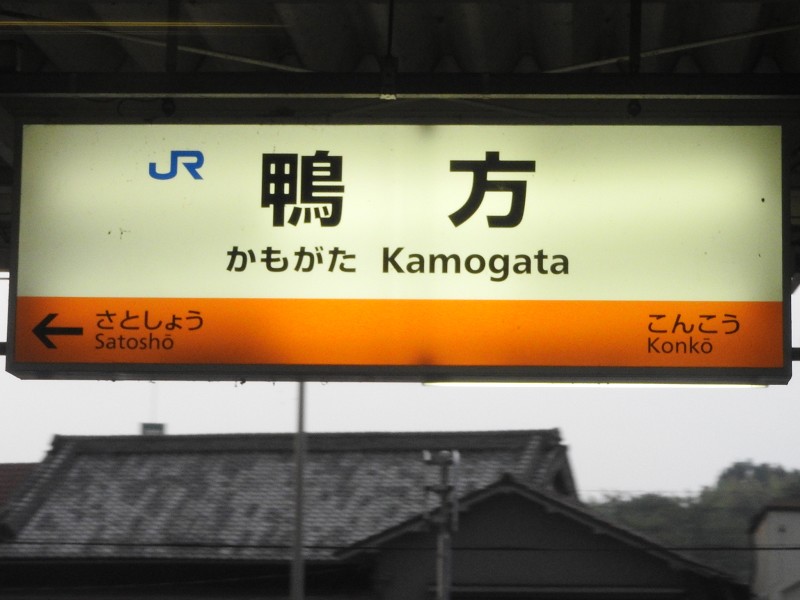 JR 鴨方
かもがた Kamogata
← さとしょう こんこう
Satoshō Konkō